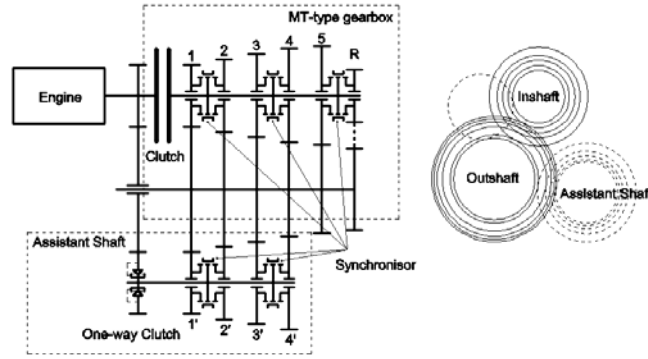 MT-type gearbox
1 2 3 4 5 R
Engine
Clutch
Inshaft
Outshaft
Assistant Shaf
Assistant Shaft
Synchronisor
One-way Clutch
1' 2' 3' 4'